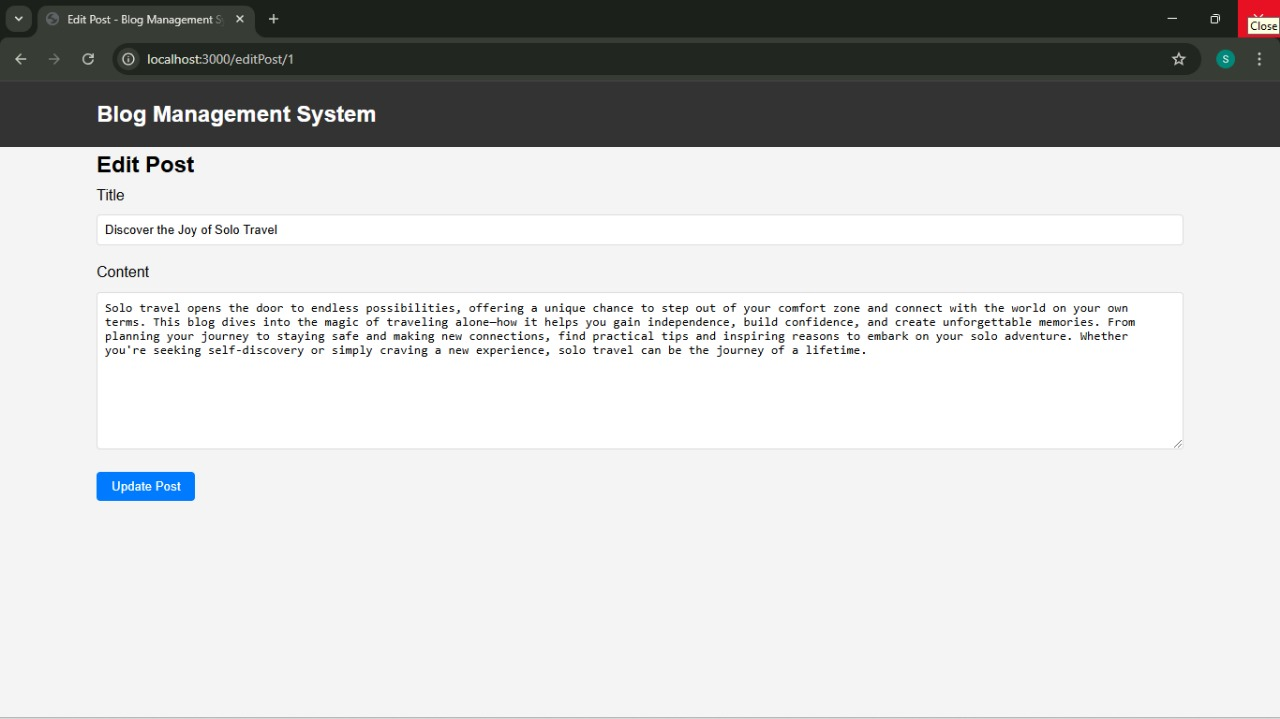 Edit Post - Blog Management S
Close
localhost:3000/editPost/1
S
Blog Management System
Edit Post
Title
Discover the Joy of Solo Travel
Content
Solo travel opens the door to endless possibilities, offering a unique chance to step out of your comfort zone and connect with the world on your own
terms. This blog dives into the magic of traveling alone—how it helps you gain independence, build confidence, and create unforgettable memories. From
planning your journey to staying safe and making new connections, find practical tips and inspiring reasons to embark on your solo adventure. Whether
you're seeking self-discovery or simply craving a new experience, solo travel can be the journey of a lifetime.
Update Post